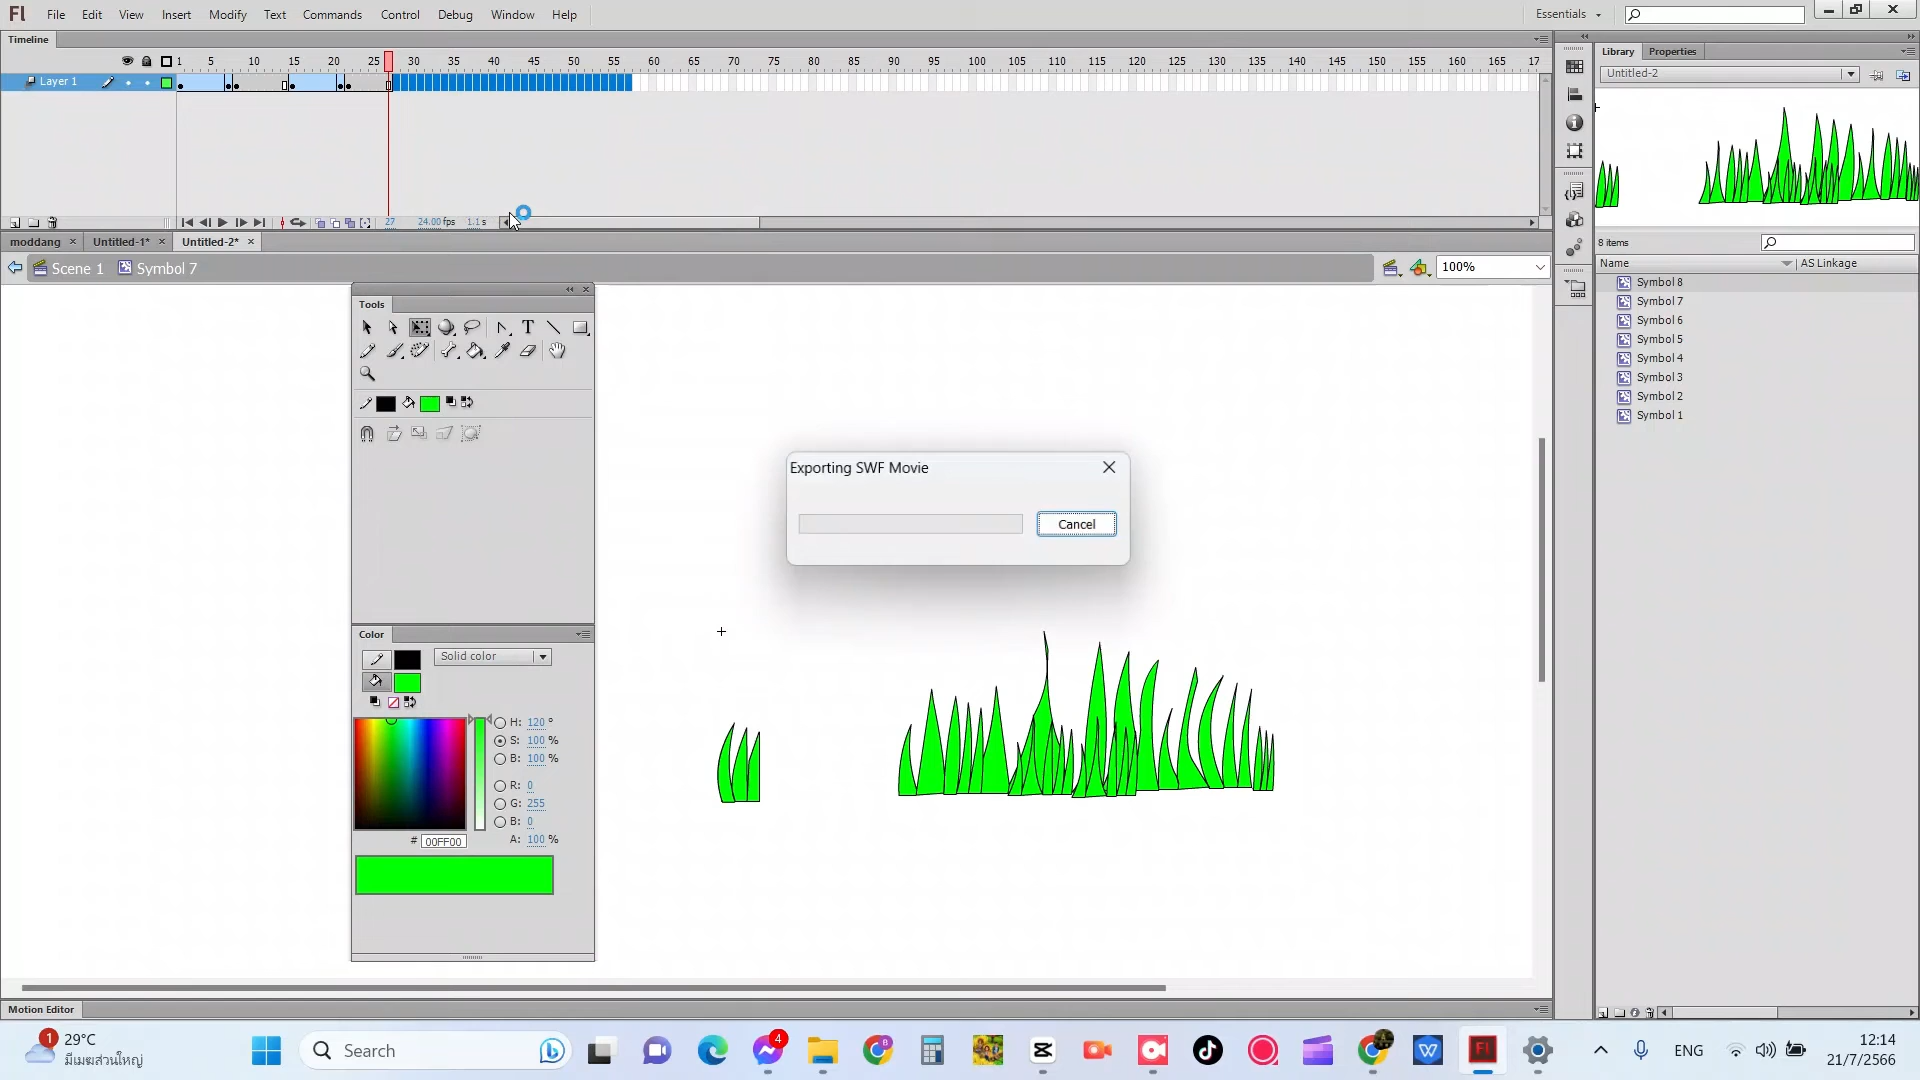 Fl File Edit View Insert Modify Text Commands Control Debug Window Help Essentials
Timeline
1 5 10 15 20 25 30 35 40 45 50 55 60 65 70 75 80 85 90 95 100 105 110 115 120 125 130 135 140 145 150 155 160 165 17
Layer 1
27 24.00 fps 1.1 s
moddang Untitled-1* Untitled-2*
Scene 1 Symbol 7 100%
Tools
Exporting SWF Movie
Cancel
Color
Solid color
H: 120 °
S: 100 %
B: 100 %
R: 0
G: 255
B: 0
# 00FF00 A: 100 %
Motion Editor
Library Properties
Untitled-2
8 items
Name AS Linkage
Symbol 8
Symbol 7
Symbol 6
Symbol 5
Symbol 4
Symbol 3
Symbol 2
Symbol 1
1 29°C
มีเมฆส่วนใหญ่
Search
4
ENG
12:14
21/7/2566